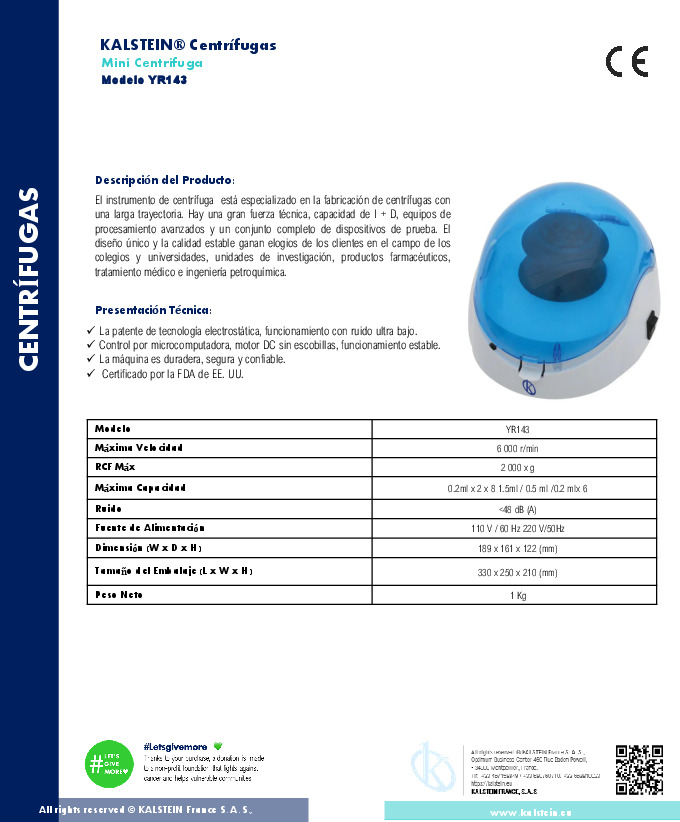 KALSTEIN® Centrífugas
Mini Centrifuga
Modelo YR143
CE
CENTRÍFUGAS
Descripción del Producto:
El instrumento de centrífuga está especializado en la fabricación de centrífugas con
una larga trayectoria. Hay una gran fuerza técnica, capacidad de I + D, equipos de
procesamiento avanzados y un conjunto completo de dispositivos de prueba. El
diseño único y la calidad estable ganan elogios de los clientes en el campo de los
colegios y universidades, unidades de investigación, productos farmacéuticos,
tratamiento médico e ingeniería petroquímica.
Presentación Técnica:
✓ La patente de tecnología electrostática, funcionamiento con ruido ultra bajo.
✓ Control por microcomputadora, motor DC sin escobillas, funcionamiento estable.
✓ La máquina es duradera, segura y confiable.
✓ Certificado por la FDA de EE. UU.
Modelo YR143
Máxima Velocidad 6 000 r/min
RCF Máx 2 000 x g
Máxima Capacidad 0.2ml x 2 x 8 1.5ml / 0.5 ml /0.2 mlx 6
Ruido <48 dB (A)
Fuente de Alimentación 110 V / 60 Hz 220 V/50Hz
Dimensión (W x D x H) 189 x 161 x 122 (mm)
Tamaño del Embalaje (L x W x H) 330 x 250 x 210 (mm)
Peso Neto 1 Kg
# LET'S
GIVE
MORE
#Letsgivemore
Thanks to your purchase, a donation is made
to a non-profit foundation that fights against
cancer and helps vulnerable communities
All rights reserved ® KALSTEIN France S. A. S.,
Optimum Business Center 450 Rue Baden Powell,
34000 Montpellier, France.
https://kalstein.eu
KALSTEIN FRANCE, S.A.S
All rights reserved © KALSTEIN France S.A.S.,
www.kalstein.eu